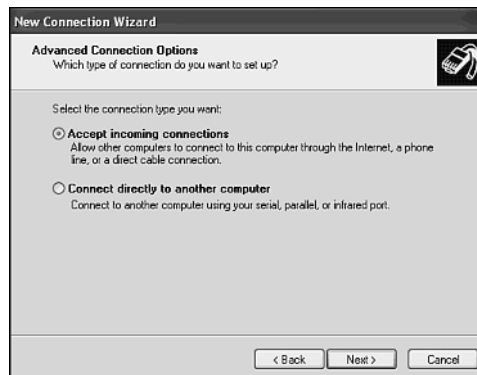 New Connection Wizard
Advanced Connection Options
Which type of connection do you want to set up?
Select the connection type you want:
Accept incoming connections
Allow other computers to connect to this computer through the Internet, a phone
line, or a direct cable connection.
Connect directly to another computer
Connect to another computer using your serial, parallel, or infrared port.
< Back
Next >
Cancel